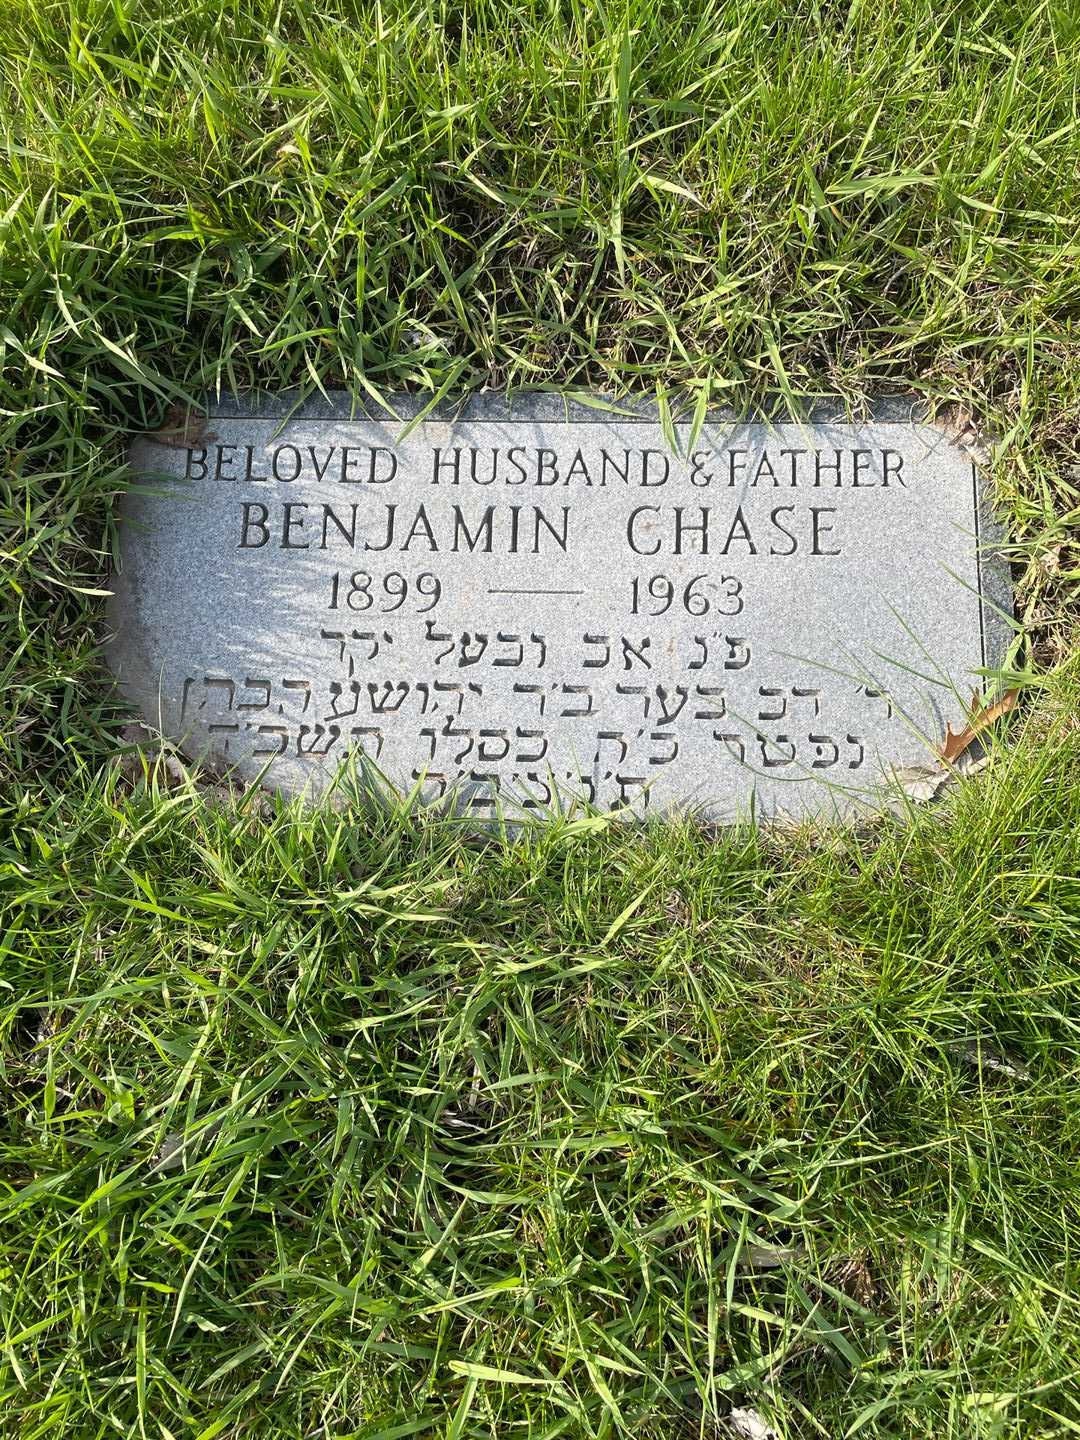 BELOVED HUSBAND & FATHER
BENJAMIN CHASE
1899 — 1963
פ"נ אב ובעל יקר
ר' דב בער ב'ר יהושע הכהן
נפטר כ'ח כסלו תשכ'ד
ת'נ'צ'ב'ה